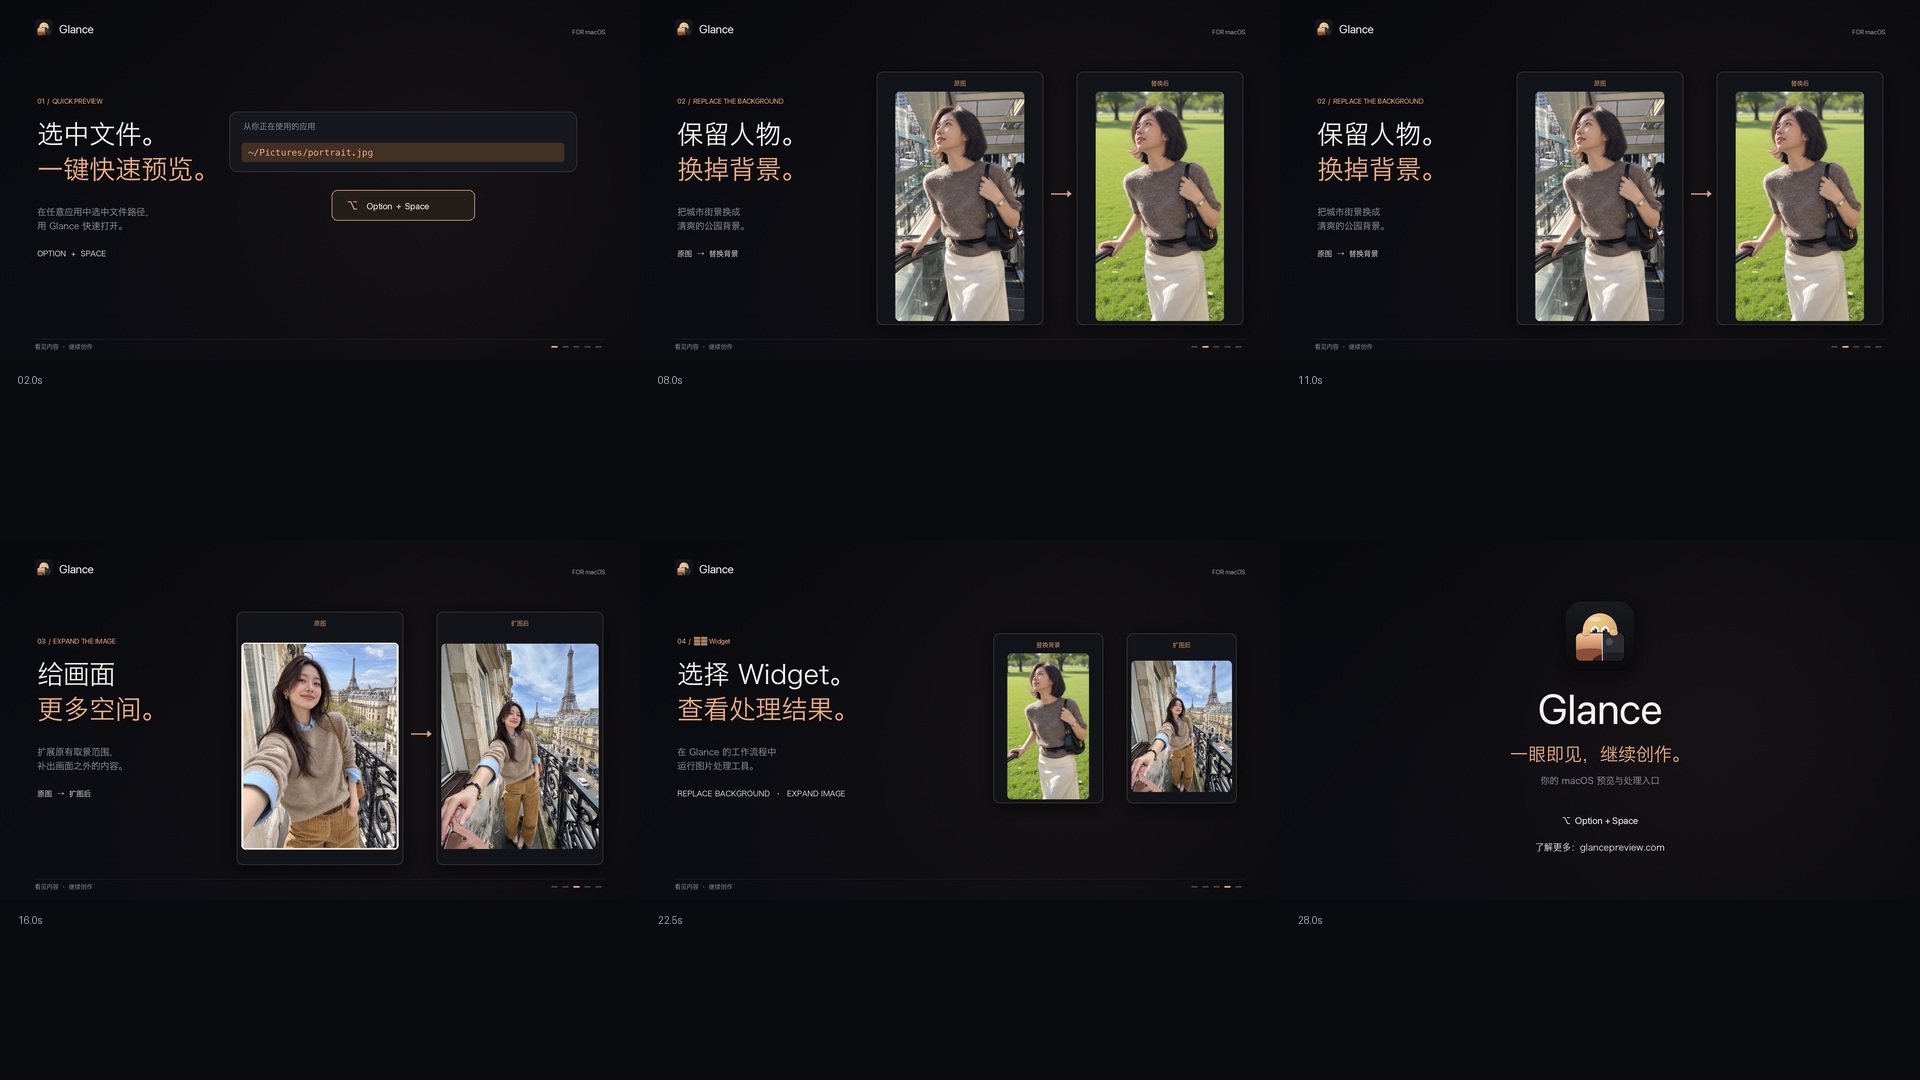 Glance
FOR macOS
01 / QUICK PREVIEW
选中文件。
一键快速预览。
在任意应用中选中文件路径,
用 Glance 快速打开。
OPTION + SPACE
从你正在使用的应用
~/Pictures/portrait.jpg
⌥ Option + Space
看见内容 · 继续创作
02.0s
Glance
FOR macOS
02 / REPLACE THE BACKGROUND
保留人物。
换掉背景。
把城市街景换成
清爽的公园背景。
原图 → 替换背景
原图
替换后
看见内容 · 继续创作
08.0s
Glance
FOR macOS
02 / REPLACE THE BACKGROUND
保留人物。
换掉背景。
把城市街景换成
清爽的公园背景。
原图 → 替换背景
原图
替换后
看见内容 · 继续创作
11.0s
Glance
FOR macOS
03 / EXPAND THE IMAGE
给画面
更多空间。
扩展原有取景范围,
补出画面之外的内容。
原图 → 扩图后
原图
扩图后
看见内容 · 继续创作
16.0s
Glance
FOR macOS
04 / Widget
选择 Widget。
查看处理结果。
在 Glance 的工作流程中
运行图片处理工具。
REPLACE BACKGROUND · EXPAND IMAGE
替换背景
扩图后
看见内容 · 继续创作
22.5s
Glance
一眼即见，继续创作。
你的 macOS 预览与处理入口
⌥ Option + Space
了解更多：glancepreview.com
28.0s